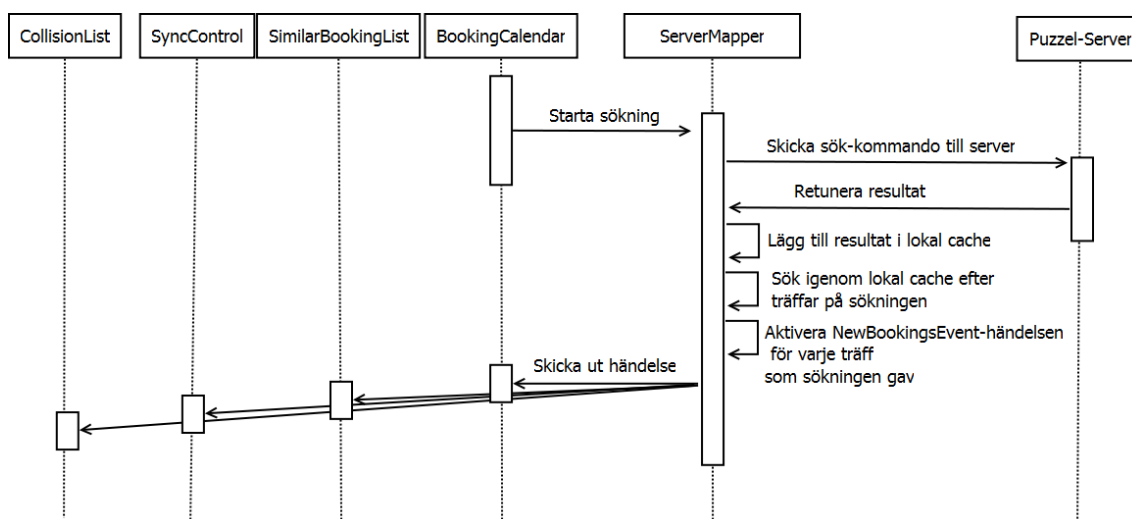 CollisionList
SyncControl
SimilarBookingList
BookingCalendar
ServerMapper
Puzzel-Server
Starta sökning
Skicka sök-kommando till server
Retunera resultat
Lägg till resultat i lokal cache
Sök igenom lokal cache efter
träffar på sökningen
Aktivera NewBookingsEvent-händelsen
för varje träff
som sökningen gav
Skicka ut händelse